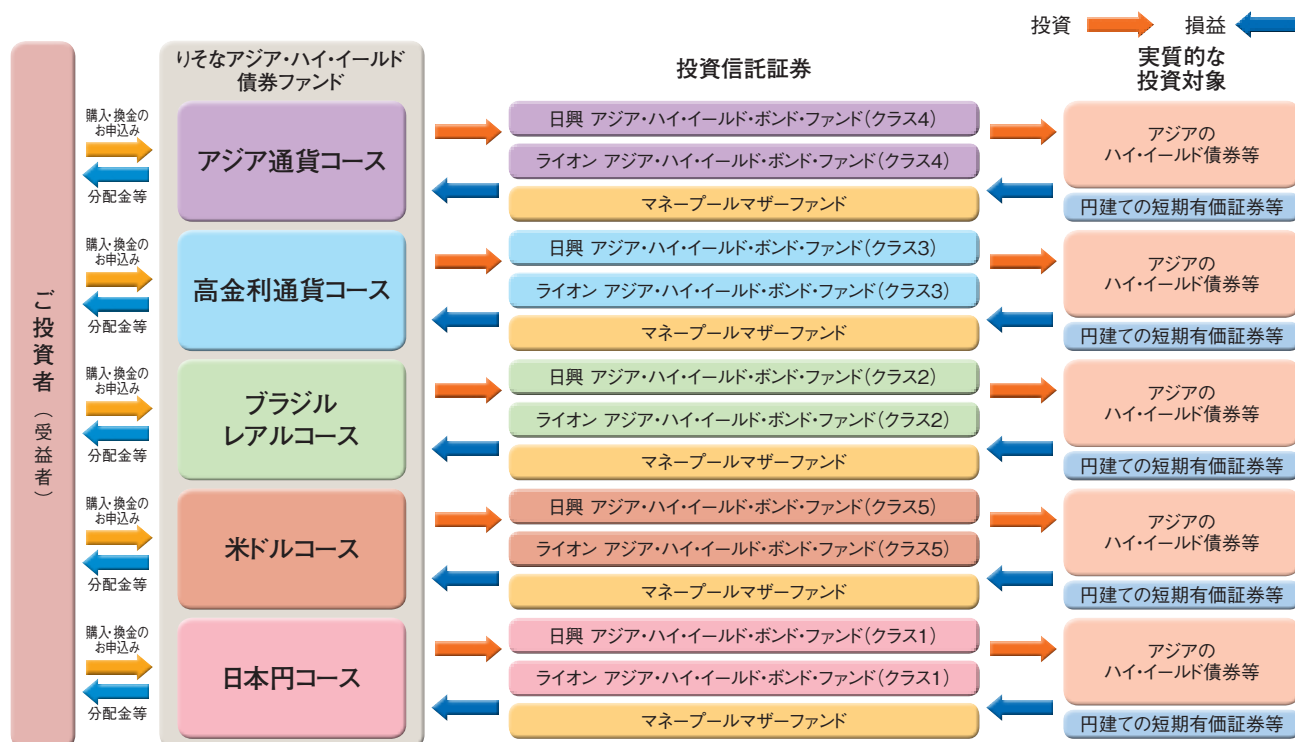 投資
損益
りそなアジア・ハイ・イールド
債券ファンド
投資信託証券
実質的な
投資対象
ご投資者（受益者）
購入・換金の
お申込み
分配金等
アジア通貨コース
日興 アジア・ハイ・イールド・ボンド・ファンド（クラス4）
ライオン アジア・ハイ・イールド・ボンド・ファンド（クラス4）
マネープールマザーファンド
アジアの
ハイ・イールド債券等
円建ての短期有価証券等
購入・換金の
お申込み
分配金等
高金利通貨コース
日興 アジア・ハイ・イールド・ボンド・ファンド（クラス3）
ライオン アジア・ハイ・イールド・ボンド・ファンド（クラス3）
マネープールマザーファンド
アジアの
ハイ・イールド債券等
円建ての短期有価証券等
購入・換金の
お申込み
分配金等
ブラジル
レアルコース
日興 アジア・ハイ・イールド・ボンド・ファンド（クラス2）
ライオン アジア・ハイ・イールド・ボンド・ファンド（クラス2）
マネープールマザーファンド
アジアの
ハイ・イールド債券等
円建ての短期有価証券等
購入・換金の
お申込み
分配金等
米ドルコース
日興 アジア・ハイ・イールド・ボンド・ファンド（クラス5）
ライオン アジア・ハイ・イールド・ボンド・ファンド（クラス5）
マネープールマザーファンド
アジアの
ハイ・イールド債券等
円建ての短期有価証券等
購入・換金の
お申込み
分配金等
日本円コース
日興 アジア・ハイ・イールド・ボンド・ファンド（クラス1）
ライオン アジア・ハイ・イールド・ボンド・ファンド（クラス1）
マネープールマザーファンド
アジアの
ハイ・イールド債券等
円建ての短期有価証券等